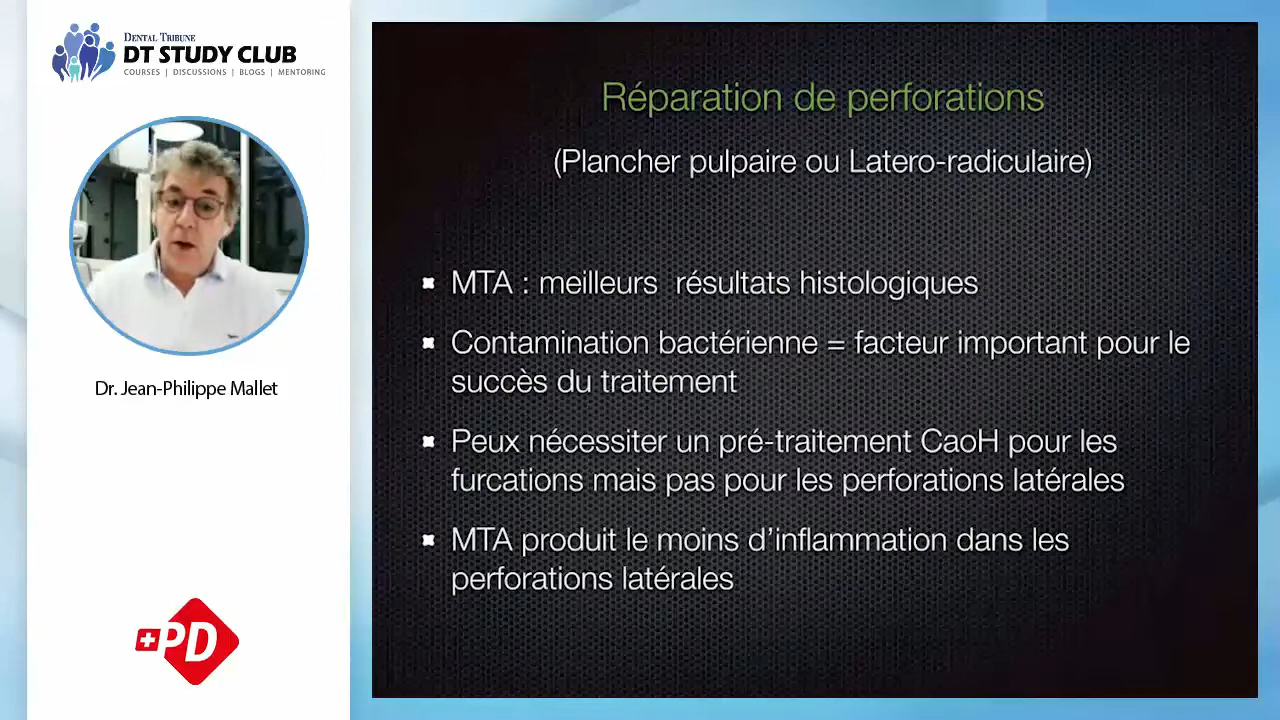 DENTAL TRIBUNE
DT STUDY CLUB
COURSES | DISCUSSIONS | BLOGS | MENTORING
Dr. Jean-Philippe Mallet
+PD
Réparation de perforations
(Plancher pulpaire ou Latero-radiculaire)
MTA : meilleurs résultats histologiques
Contamination bactérienne = facteur important pour le
succès du traitement
Peux nécessiter un pré-traitement CaoH pour les
furcations mais pas pour les perforations latérales
MTA produit le moins d’inflammation dans les
perforations latérales